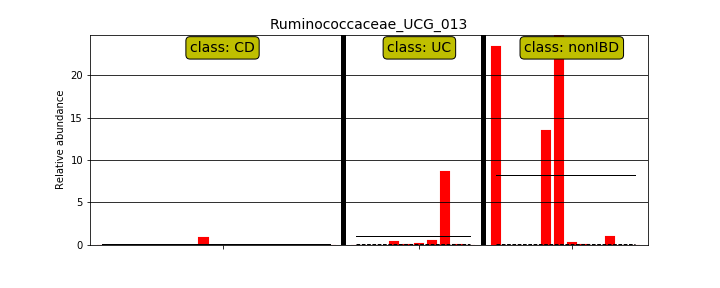 Ruminococcaceae_UCG_013
class: CD
class: UC
class: nonIBD
Relative abundance
20
15
10
5
0